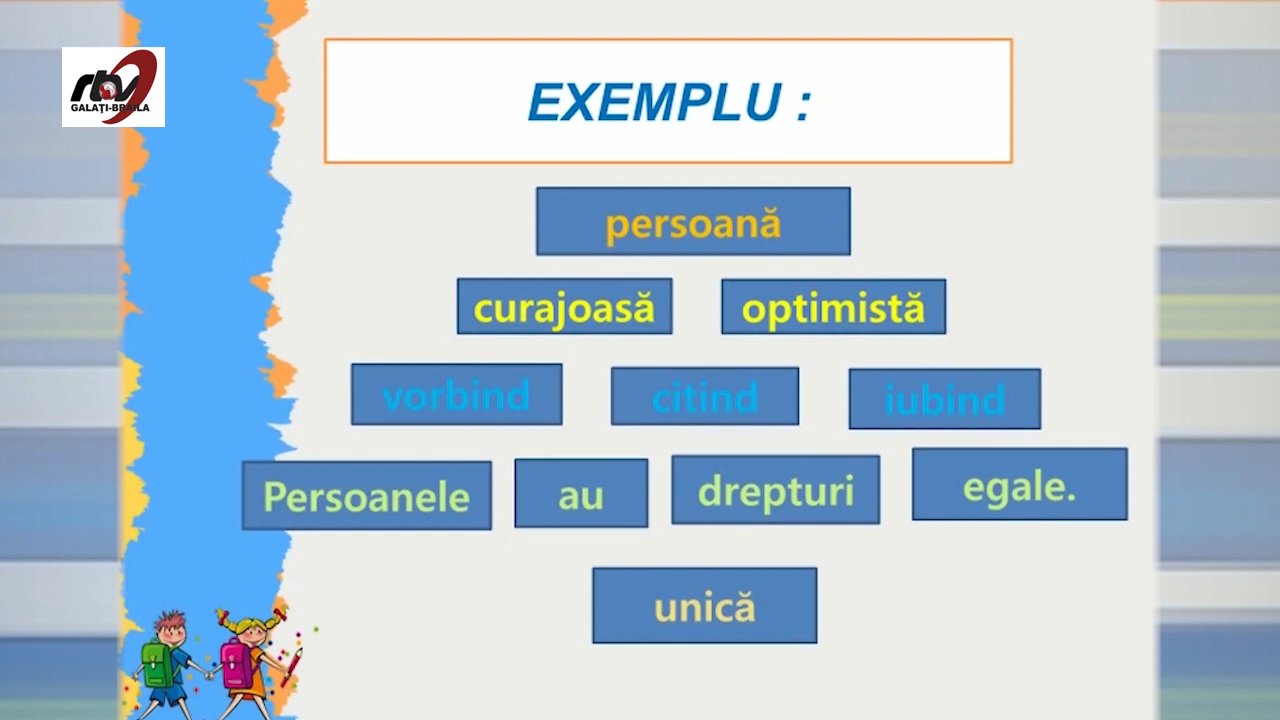 rtv
GALAȚI-BRĂILA
EXEMPLU :
persoană
curajoasă optimistă
vorbind citind iubind
Persoanele au drepturi egale.
unică